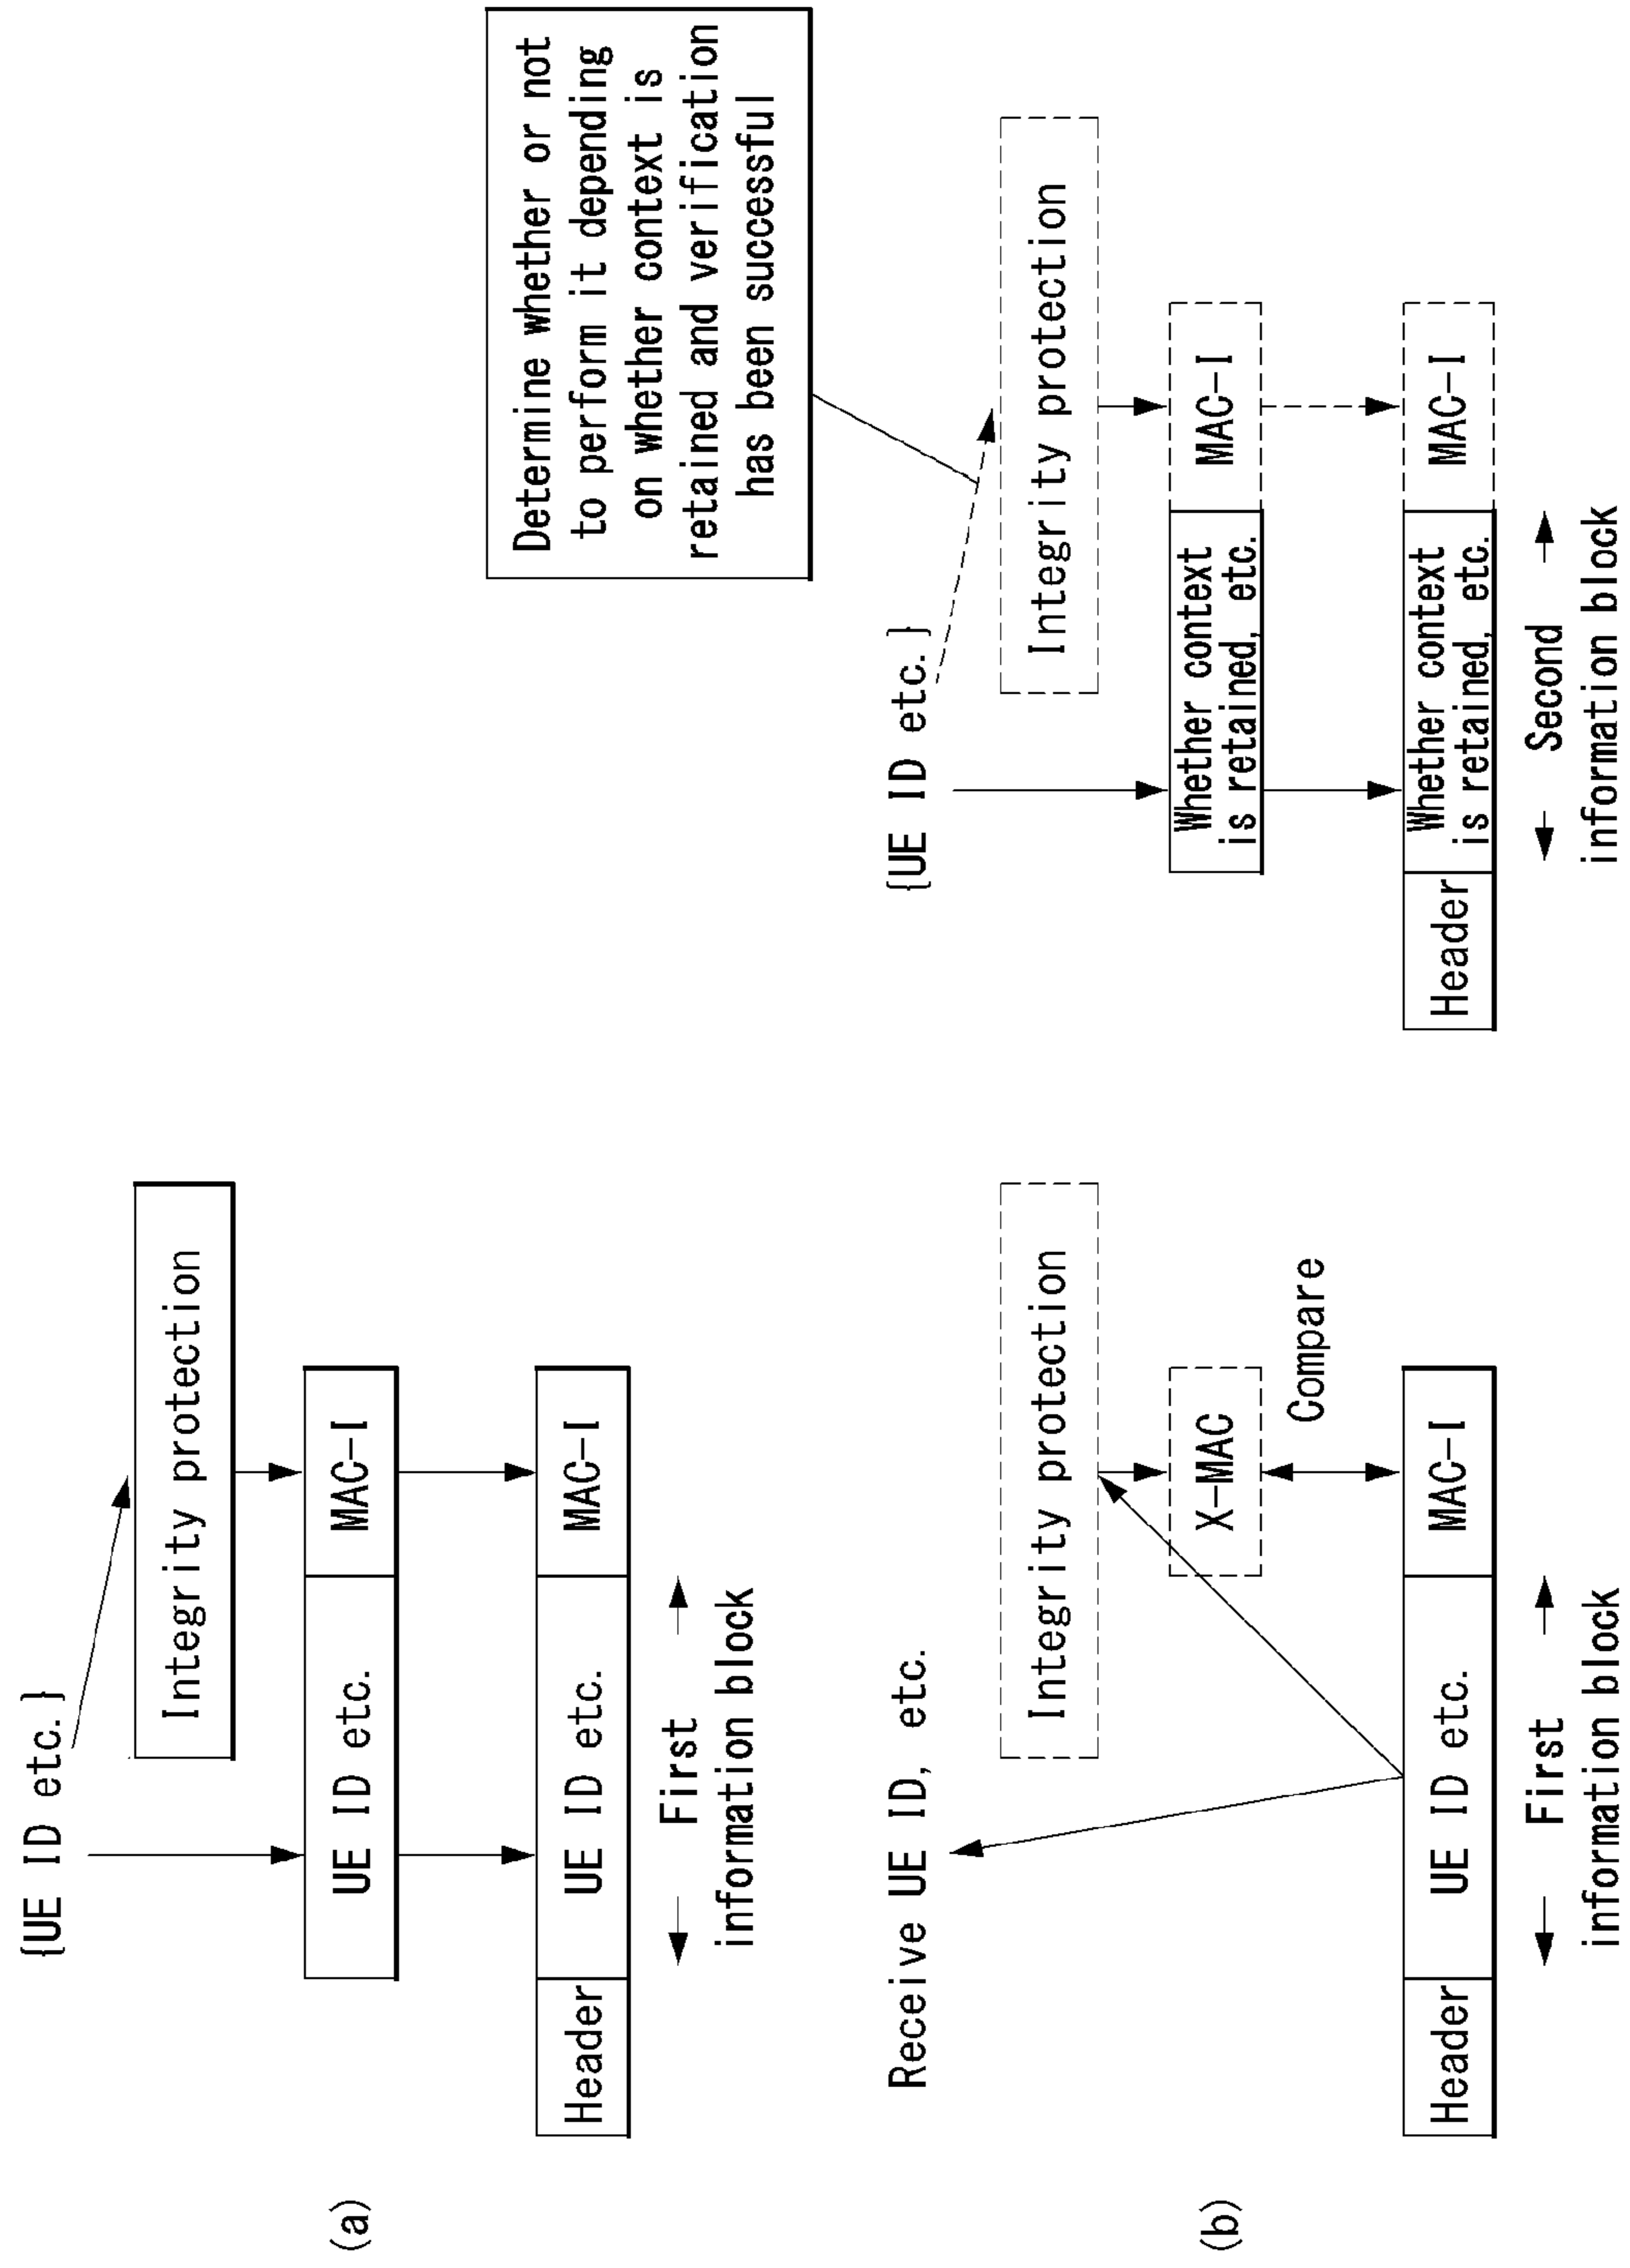 (a)
{UE ID etc.}
Integrity protection
UE ID etc.
MAC-I
Header
UE ID etc.
MAC-I
First
information block
(b)
Receive UE ID, etc.
Integrity protection
X-MAC
Compare
Header
UE ID etc.
MAC-I
First
information block
Determine whether or not
to perform it depending
on whether context is
retained and verification
has been successful
{UE ID etc.}
Integrity protection
Whether context
is retained, etc.
MAC-I
Header
Whether context
is retained, etc.
MAC-I
Second
information block